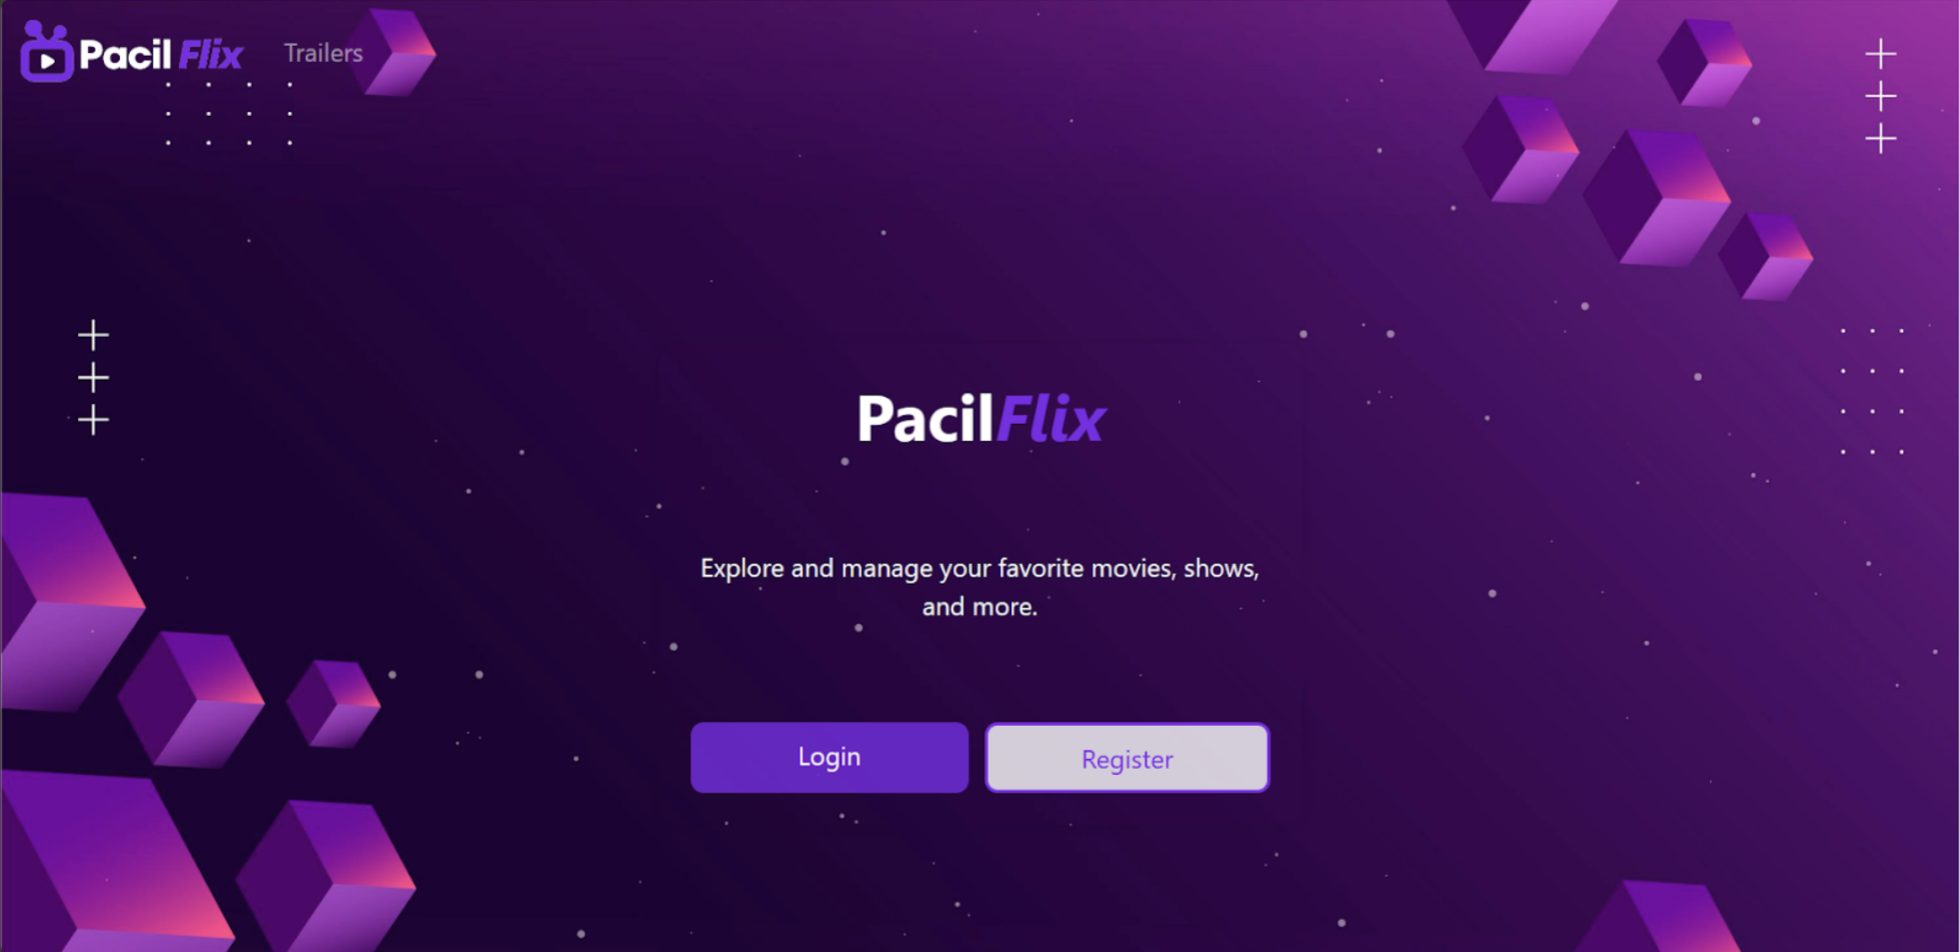 Pacil Flix
Trailers
PacilFlix
Explore and manage your favorite movies, shows,
and more.
Login
Register